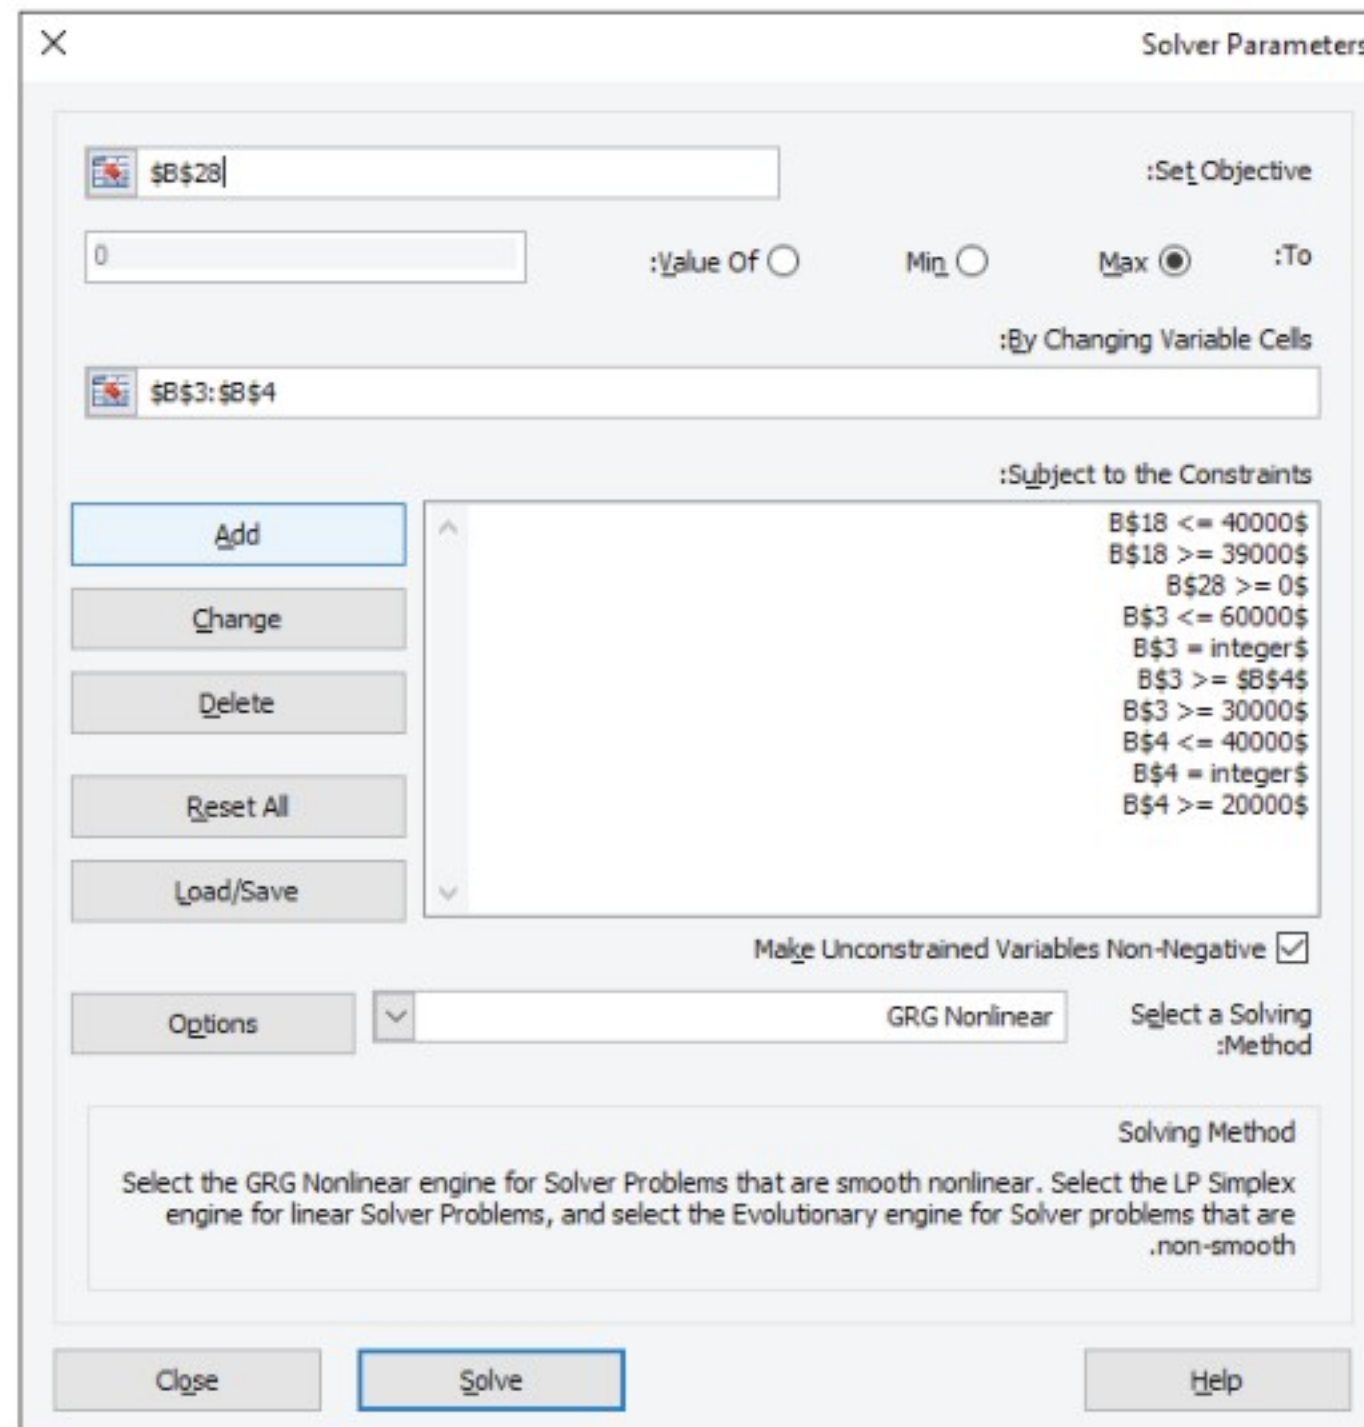 Solver Parameters
:Set Objective
$B$28
:To
Max
Min
:Value Of
0
:By Changing Variable Cells
$B$3:$B$4
:Subject to the Constraints
B$18 <= 40000$
B$18 >= 39000$
B$28 >= 0$
B$3 <= 60000$
B$3 = integer$
B$3 >= $B$4$
B$3 >= 30000$
B$4 <= 40000$
B$4 = integer$
B$4 >= 20000$
Add
Change
Delete
Reset All
Load/Save
Make Unconstrained Variables Non-Negative
Select a Solving
:Method
GRG Nonlinear
Options
Solving Method
Select the GRG Nonlinear engine for Solver Problems that are smooth nonlinear. Select the LP Simplex
engine for linear Solver Problems, and select the Evolutionary engine for Solver problems that are
.non-smooth
Close
Solve
Help